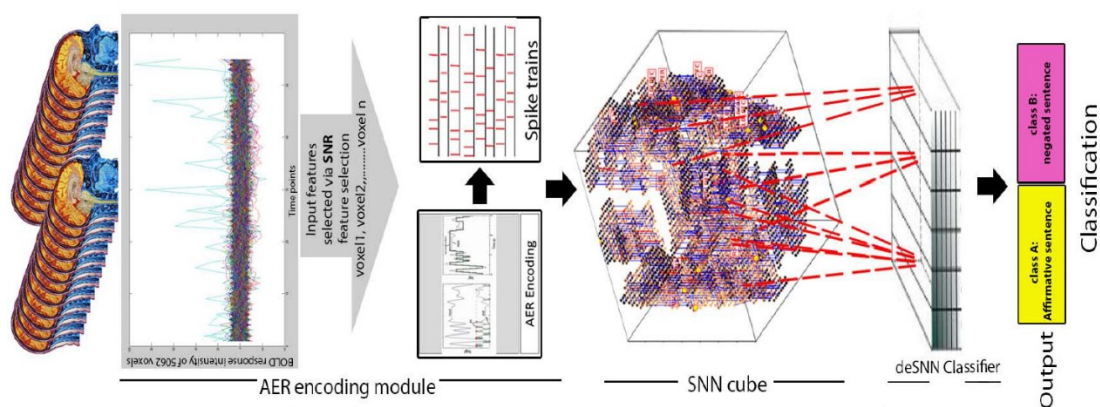 BOLD response intensity of 5062 voxels
Time points
Input features
selected via SNR
feature selection
voxel1, voxel2,..........voxel n
Spike trains
AER Encoding
class B:
negated sentence
class A:
Affirmative sentence
Output
Classification
AER encoding module
SNN cube
deSNN Classifier